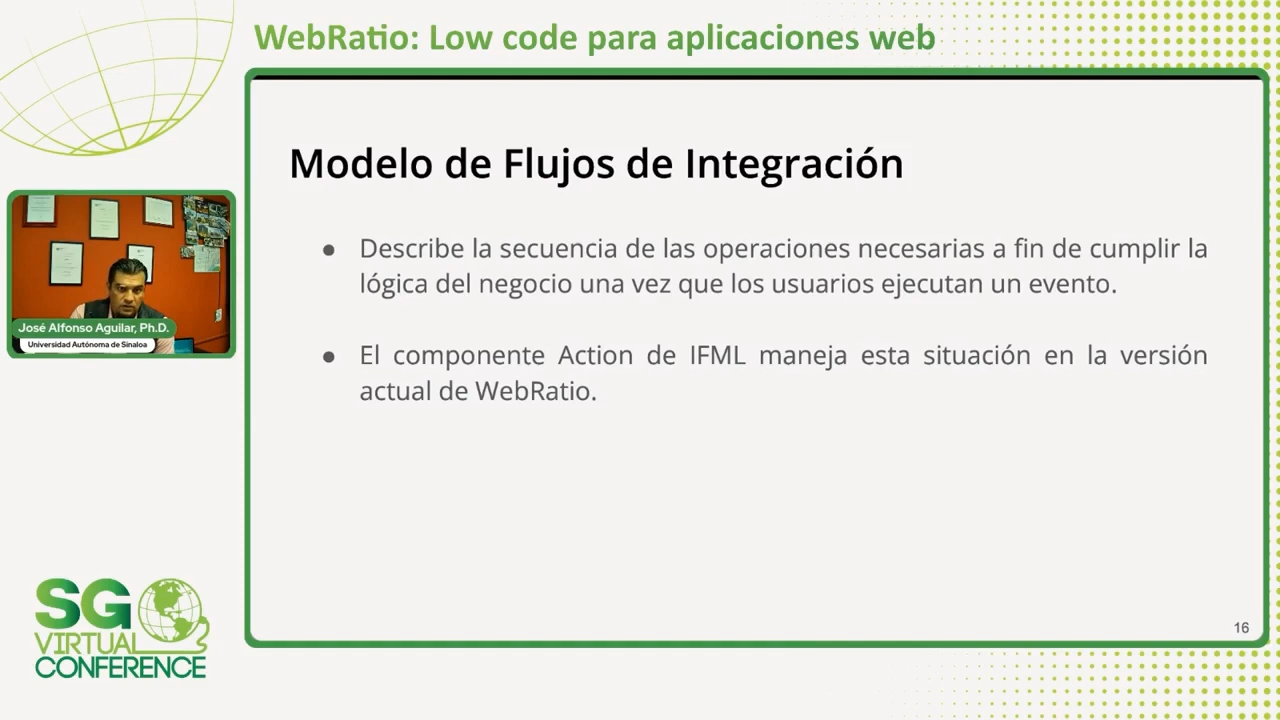 WebRatio: Low code para aplicaciones web
Modelo de Flujos de Integración
● Describe la secuencia de las operaciones necesarias a fin de cumplir la
lógica del negocio una vez que los usuarios ejecutan un evento.
● El componente Action de IFML maneja esta situación en la versión
actual de WebRatio.
16
José Alfonso Aguilar, Ph.D.
Universidad Autónoma de Sinaloa
SG
VIRTUAL
CONFERENCE